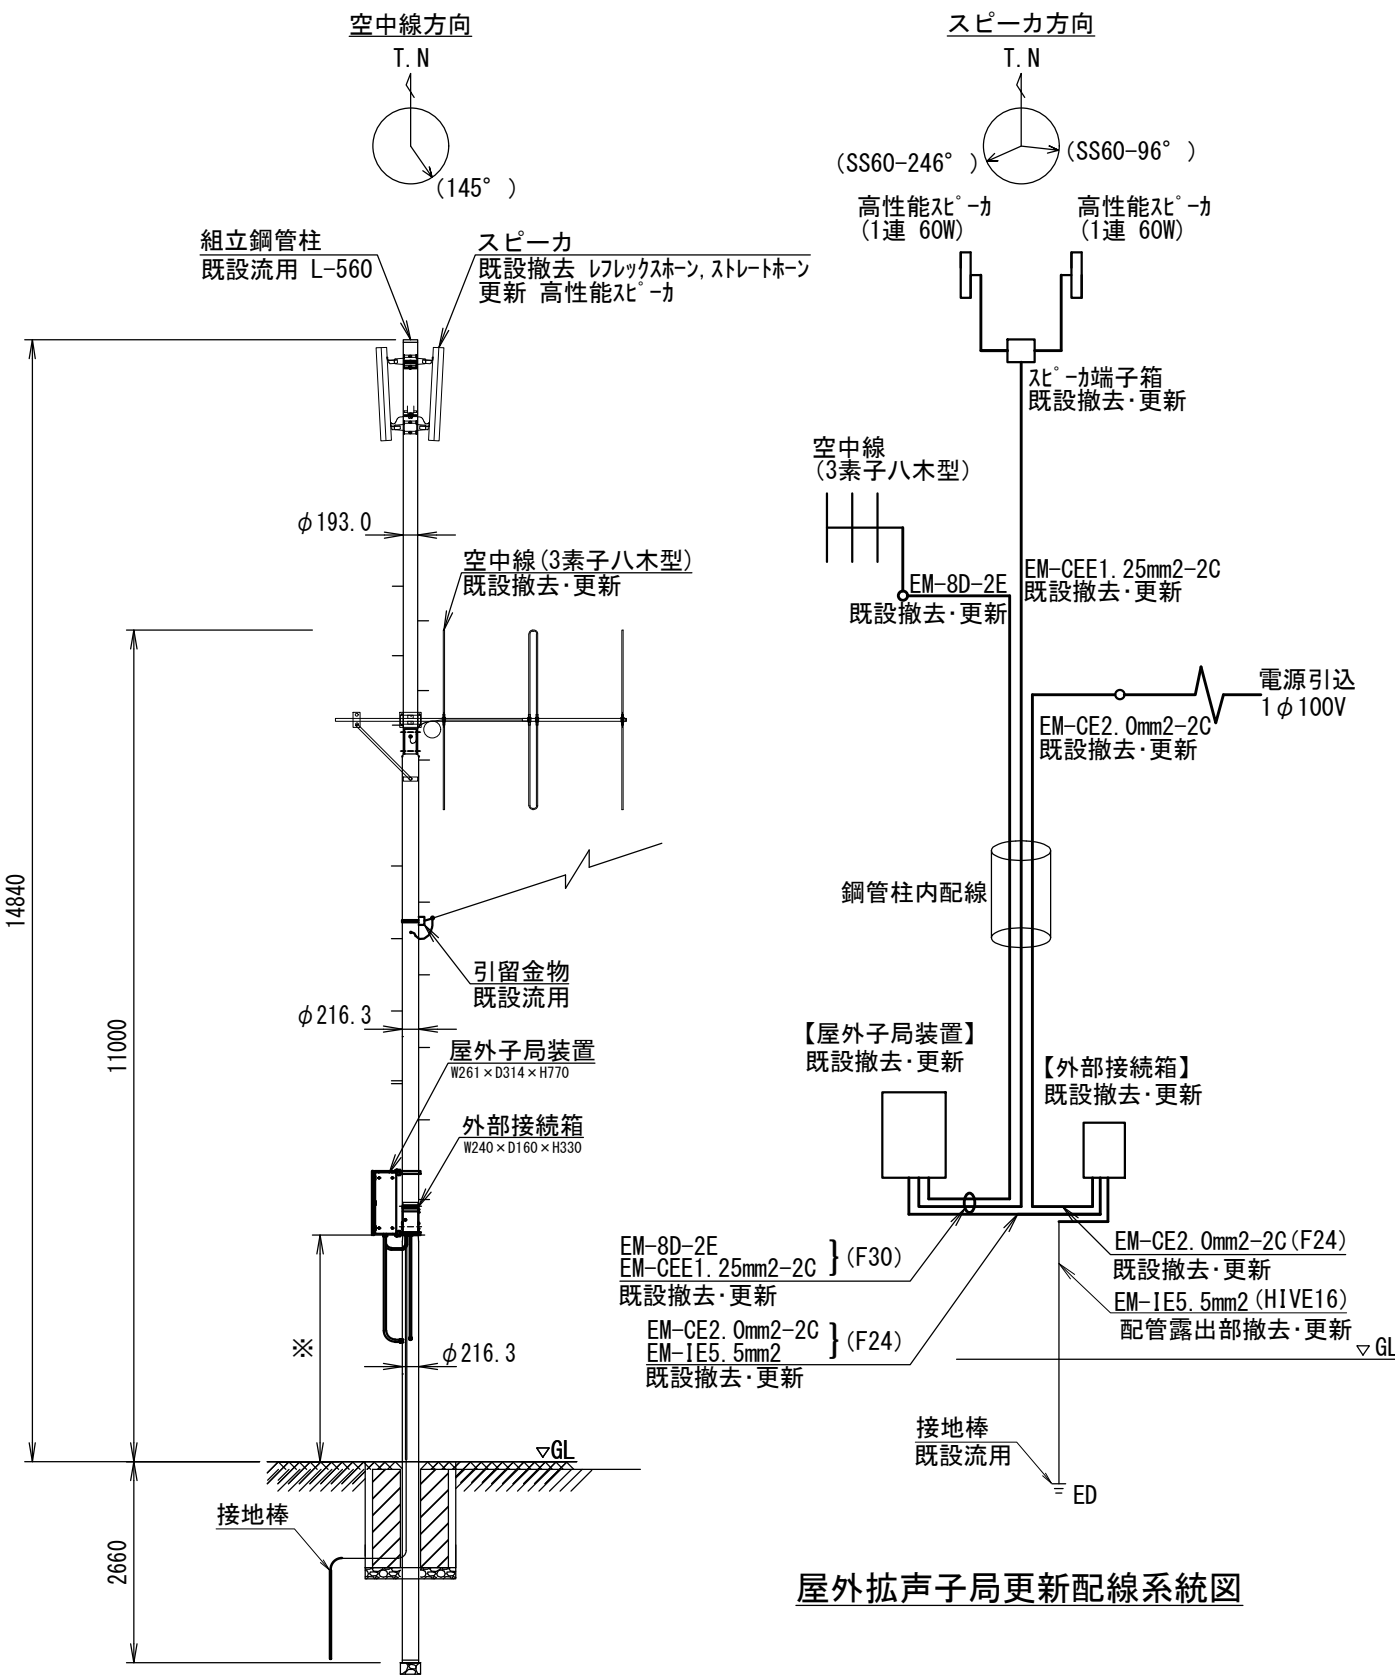 空中線方向
T.N
(145°)
スピーカ方向
T.N
(SS60-246°)
(SS60-96°)
高性能ｽﾋﾟｰｶ
(1連 60W)
高性能ｽﾋﾟｰｶ
(1連 60W)
組立鋼管柱
既設流用 L-560
スピーカ
既設撤去 ﾚﾌﾚｯｸｽﾎｰﾝ,ｽﾄﾚｰﾄﾎｰﾝ
更新 高性能ｽﾋﾟｰｶ
ｽﾋﾟｰｶ端子箱
既設撤去・更新
空中線
(3素子八木型)
φ193.0
空中線(3素子八木型)
既設撤去・更新
EM-8D-2E
既設撤去・更新
EM-CEE1.25mm2-2C
既設撤去・更新
電源引込
1φ100V
EM-CE2.0mm2-2C
既設撤去・更新
14840
鋼管柱内配線
引留金物
既設流用
φ216.3
11000
屋外子局装置
W261×D314×H770
外部接続箱
W240×D160×H330
【屋外子局装置】
既設撤去・更新
【外部接続箱】
既設撤去・更新
EM-8D-2E
EM-CEE1.25mm2-2C } (F30)
既設撤去・更新
EM-CE2.0mm2-2C(F24)
既設撤去・更新
EM-IE5.5mm2(HIVE16)
配管露出部撤去・更新
EM-CE2.0mm2-2C
EM-IE5.5mm2 } (F24)
既設撤去・更新
※
φ216.3
▽GL
▽GL
接地棒
既設流用
ED
接地棒
2660
屋外拡声子局更新配線系統図